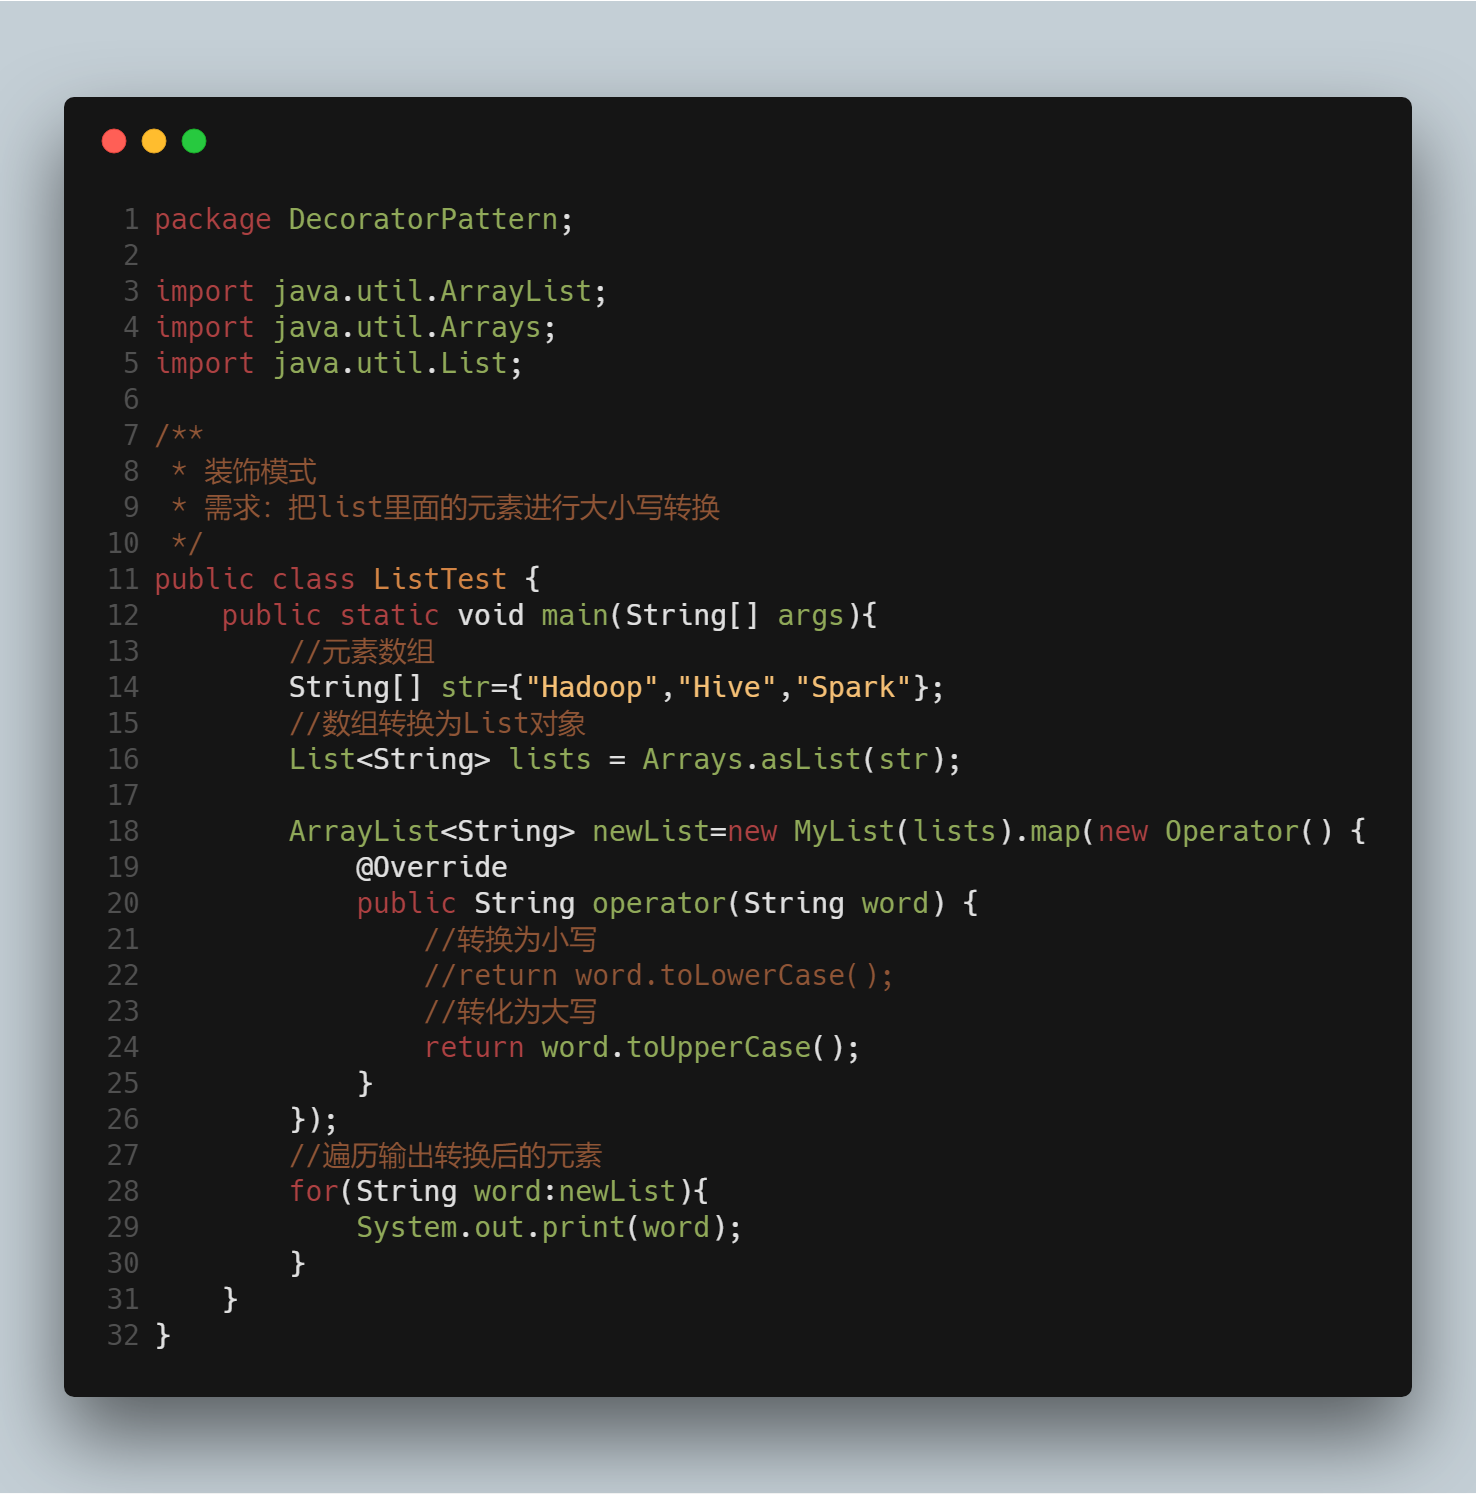 1 package DecoratorPattern;
2
3 import java.util.ArrayList;
4 import java.util.Arrays;
5 import java.util.List;
6
7 /**
8  * 装饰模式
9  * 需求: 把list里面的元素进行大小写转换
10  */
11 public class ListTest {
12     public static void main(String[] args){
13         //元素数组
14         String[] str={"Hadoop","Hive","Spark"};
15         //数组转换为List对象
16         List<String> lists = Arrays.asList(str);
17
18         ArrayList<String> newList=new MyList(lists).map(new Operator() {
19             @Override
20             public String operator(String word) {
21                 //转换为小写
22                 //return word.toLowerCase();
23                 //转化为大写
24                 return word.toUpperCase();
25             }
26         });
27         //遍历输出转换后的元素
28         for(String word:newList){
29             System.out.print(word);
30         }
31     }
32 }